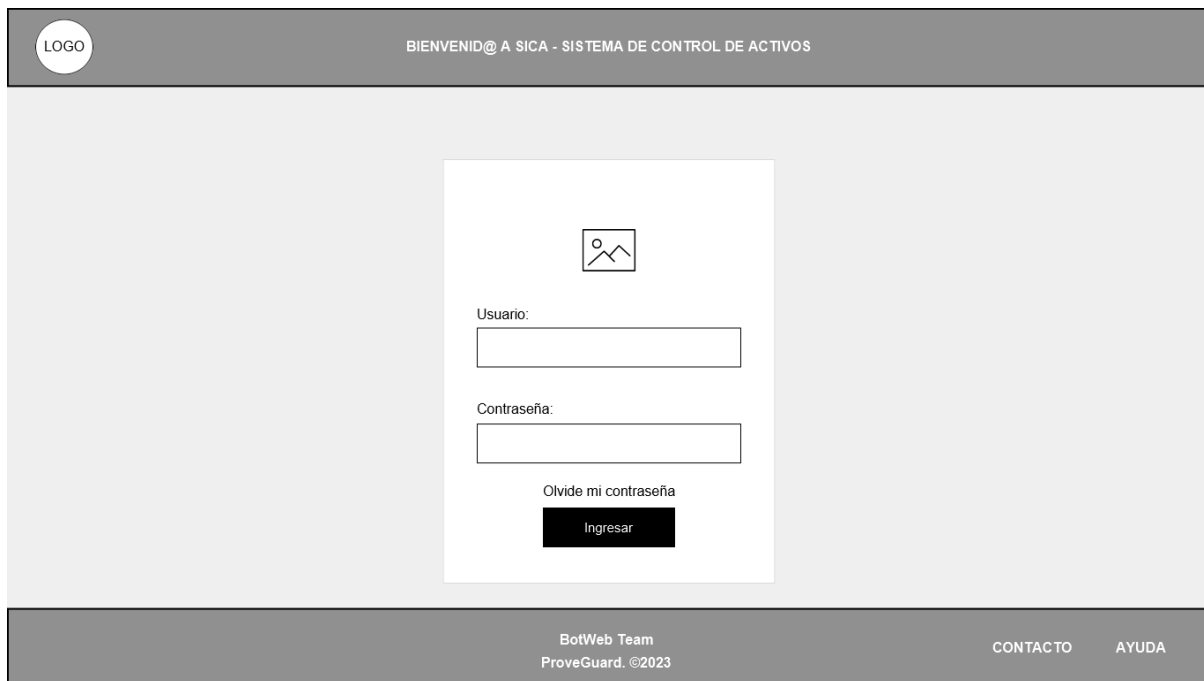 LOGO
BIENVENID@ A SICA - SISTEMA DE CONTROL DE ACTIVOS
Usuario:
Contraseña:
Olvide mi contraseña
Ingresar
BotWeb Team
ProveGuard. ©2023
CONTACTO
AYUDA